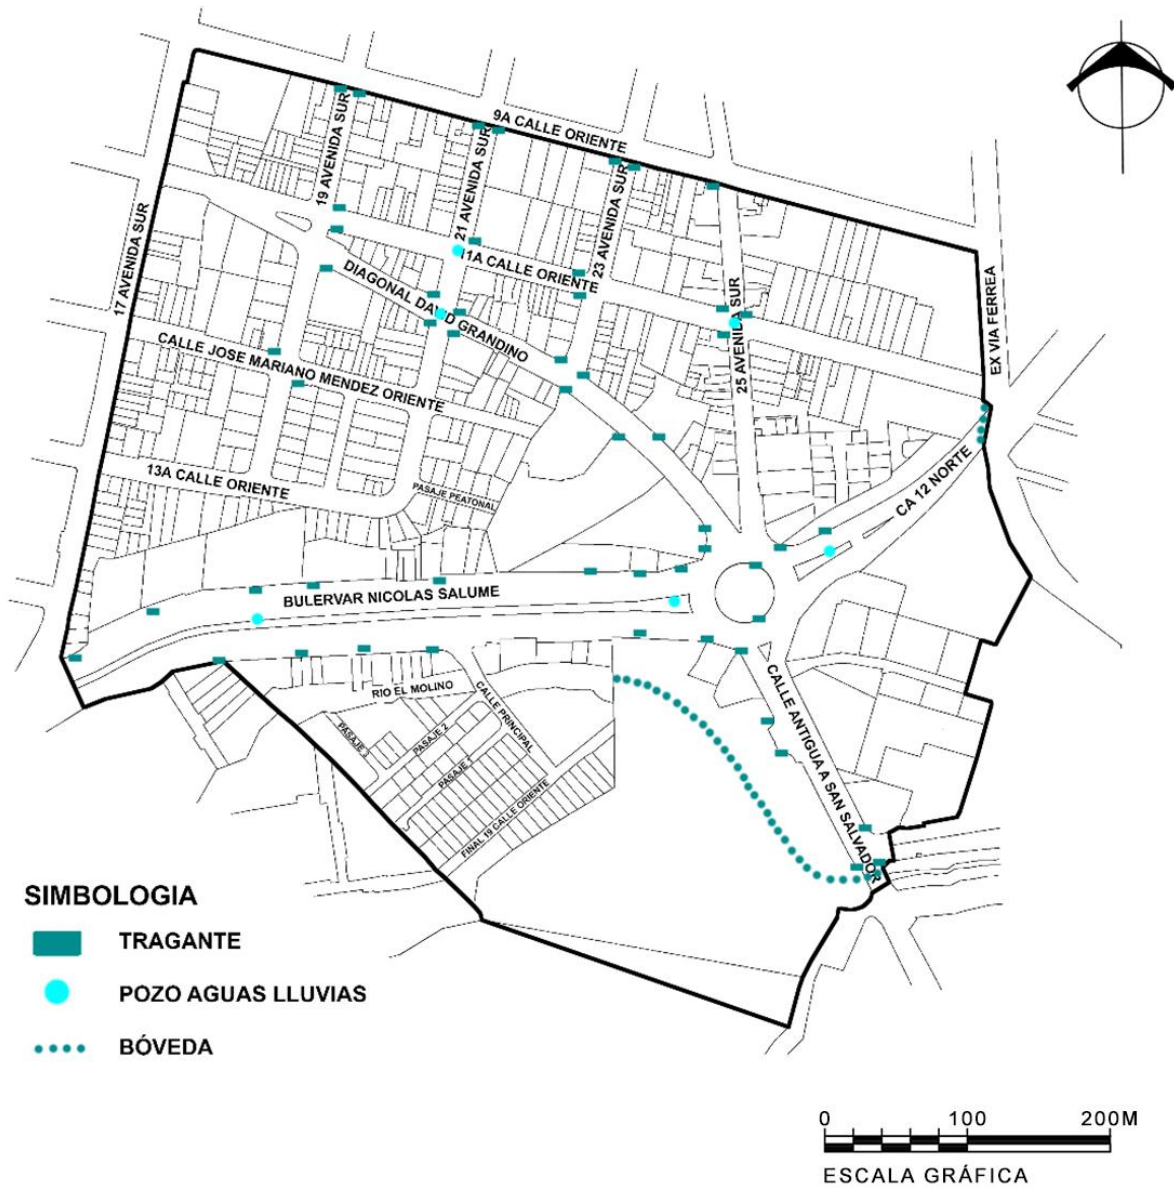 9A CALLE ORIENTE
19 AVENIDA SUR
21 AVENIDA SUR
23 AVENIDA SUR
17 AVENIDA SUR
11A CALLE ORIENTE
25 AVENIDA SUR
EX VIA FERREA
DIAGONAL DAVID GRANDINO
CALLE JOSE MARIANO MENDEZ ORIENTE
13A CALLE ORIENTE
PASAJE PEATONAL
CA 12 NORTE
BULERVAR NICOLAS SALUME
RIO EL MOLINO
CALLE PRINCIPAL
CALLE ANTIGUA A SAN SALVADOR
PASAJE
PASAJE 2
PASAJE 1
FINAL 19 CALLE ORIENTE
SIMBOLOGIA
TRAGANTE
POZO AGUAS LLUVIAS
BÓVEDA
0 100 200M
ESCALA GRÁFICA